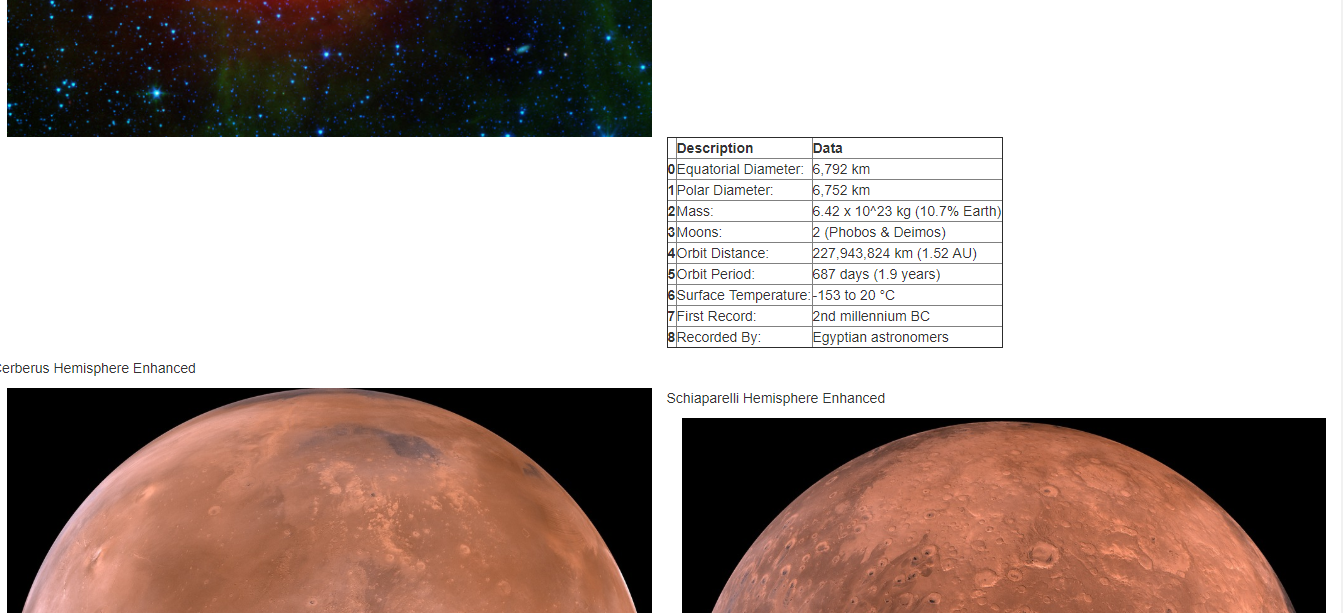 Description Data
0 Equatorial Diameter: 6,792 km
1 Polar Diameter: 6,752 km
2 Mass: 6.42 x 10^23 kg (10.7% Earth)
3 Moons: 2 (Phobos & Deimos)
4 Orbit Distance: 227,943,824 km (1.52 AU)
5 Orbit Period: 687 days (1.9 years)
6 Surface Temperature: -153 to 20 °C
7 First Record: 2nd millennium BC
8 Recorded By: Egyptian astronomers
erberus Hemisphere Enhanced
Schiaparelli Hemisphere Enhanced